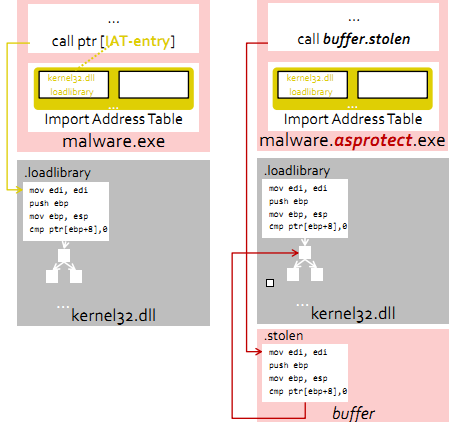 ...
call ptr [IAT-entry]
kernel32.dll
loadlibrary
...
Import Address Table
malware.exe
.loadlibrary
mov edi, edi
push ebp
mov ebp, esp
cmp ptr[ebp+8],0
...
kernel32.dll
...
call buffer.stolen
kernel32.dll
loadlibrary
...
Import Address Table
malware.asprotect.exe
.loadlibrary
mov edi, edi
push ebp
mov ebp, esp
cmp ptr[ebp+8],0
...
kernel32.dll
.stolen
mov edi, edi
push ebp
mov ebp, esp
cmp ptr[ebp+8],0
buffer